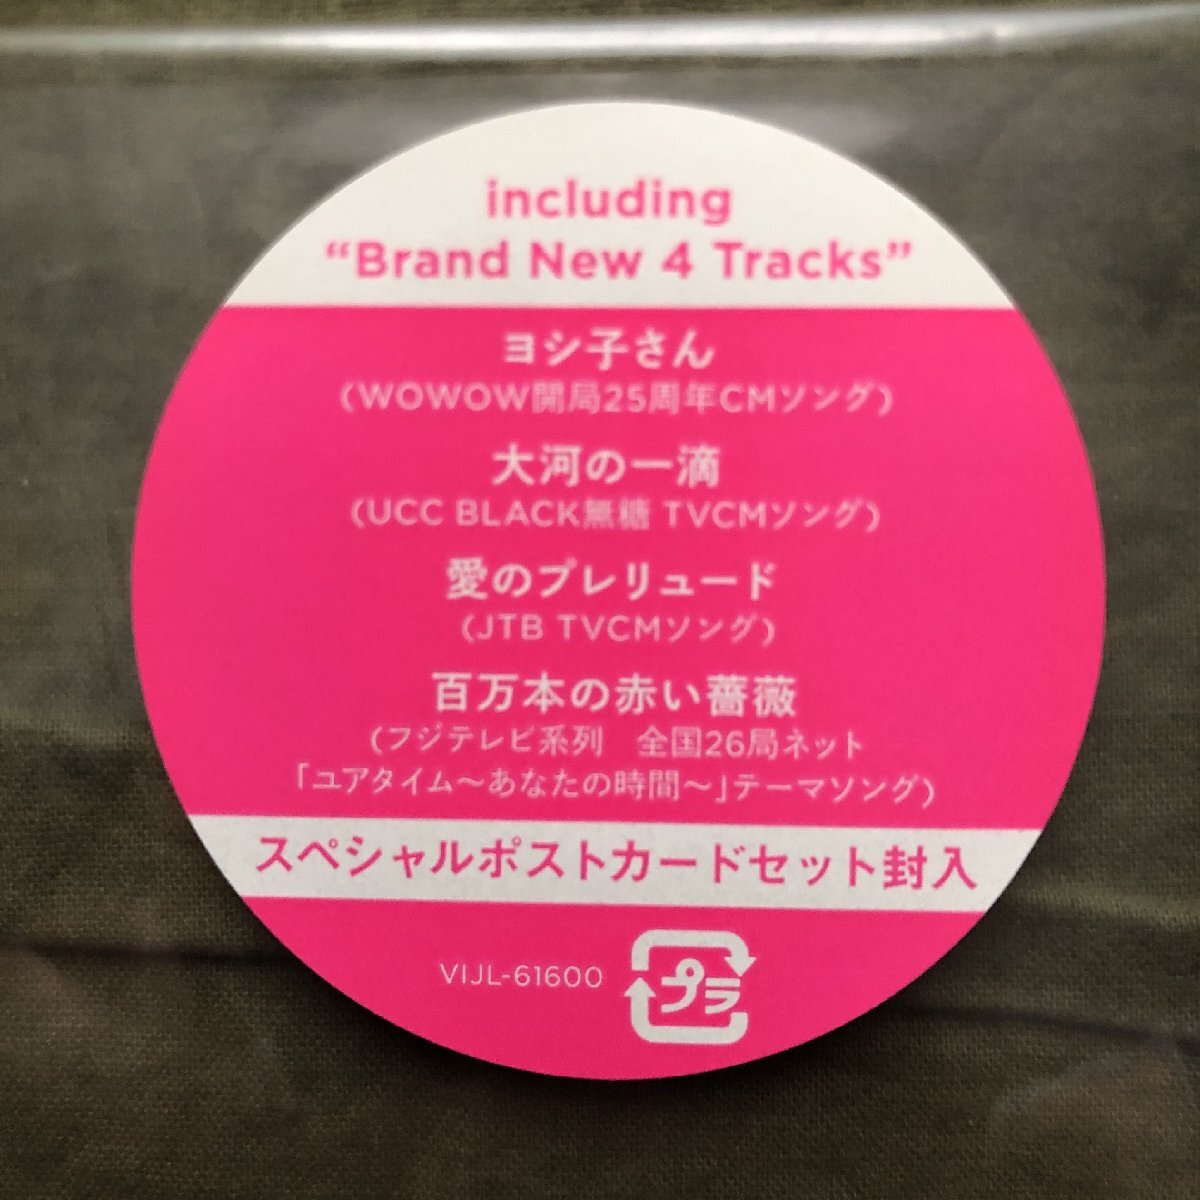 including
“Brand New 4 Tracks”
ヨシ子さん
(WOWOW開局25周年CMソング)
大河の一滴
(UCC BLACK無糖 TVCMソング)
愛のプレリュード
(JTB TVCMソング)
百万本の赤い薔薇
(フジテレビ系列　全国26局ネット
「ユアタイム～あなたの時間～」テーマソング)
スペシャルポストカードセット封入
VIJL-61600
プラ